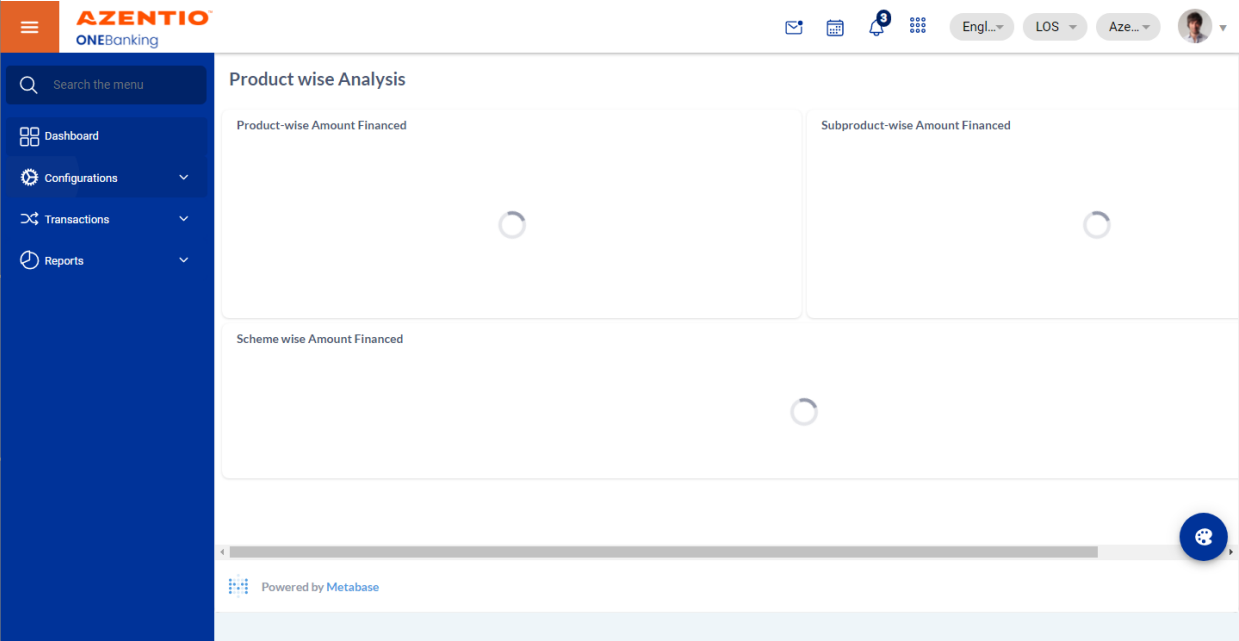 AZENTIO™
ONEBanking
3
Engl...
LOS
Aze...
Search the menu
Dashboard
Configurations
Transactions
Reports
Product wise Analysis
Product-wise Amount Financed
Subproduct-wise Amount Financed
Scheme wise Amount Financed
Powered by Metabase